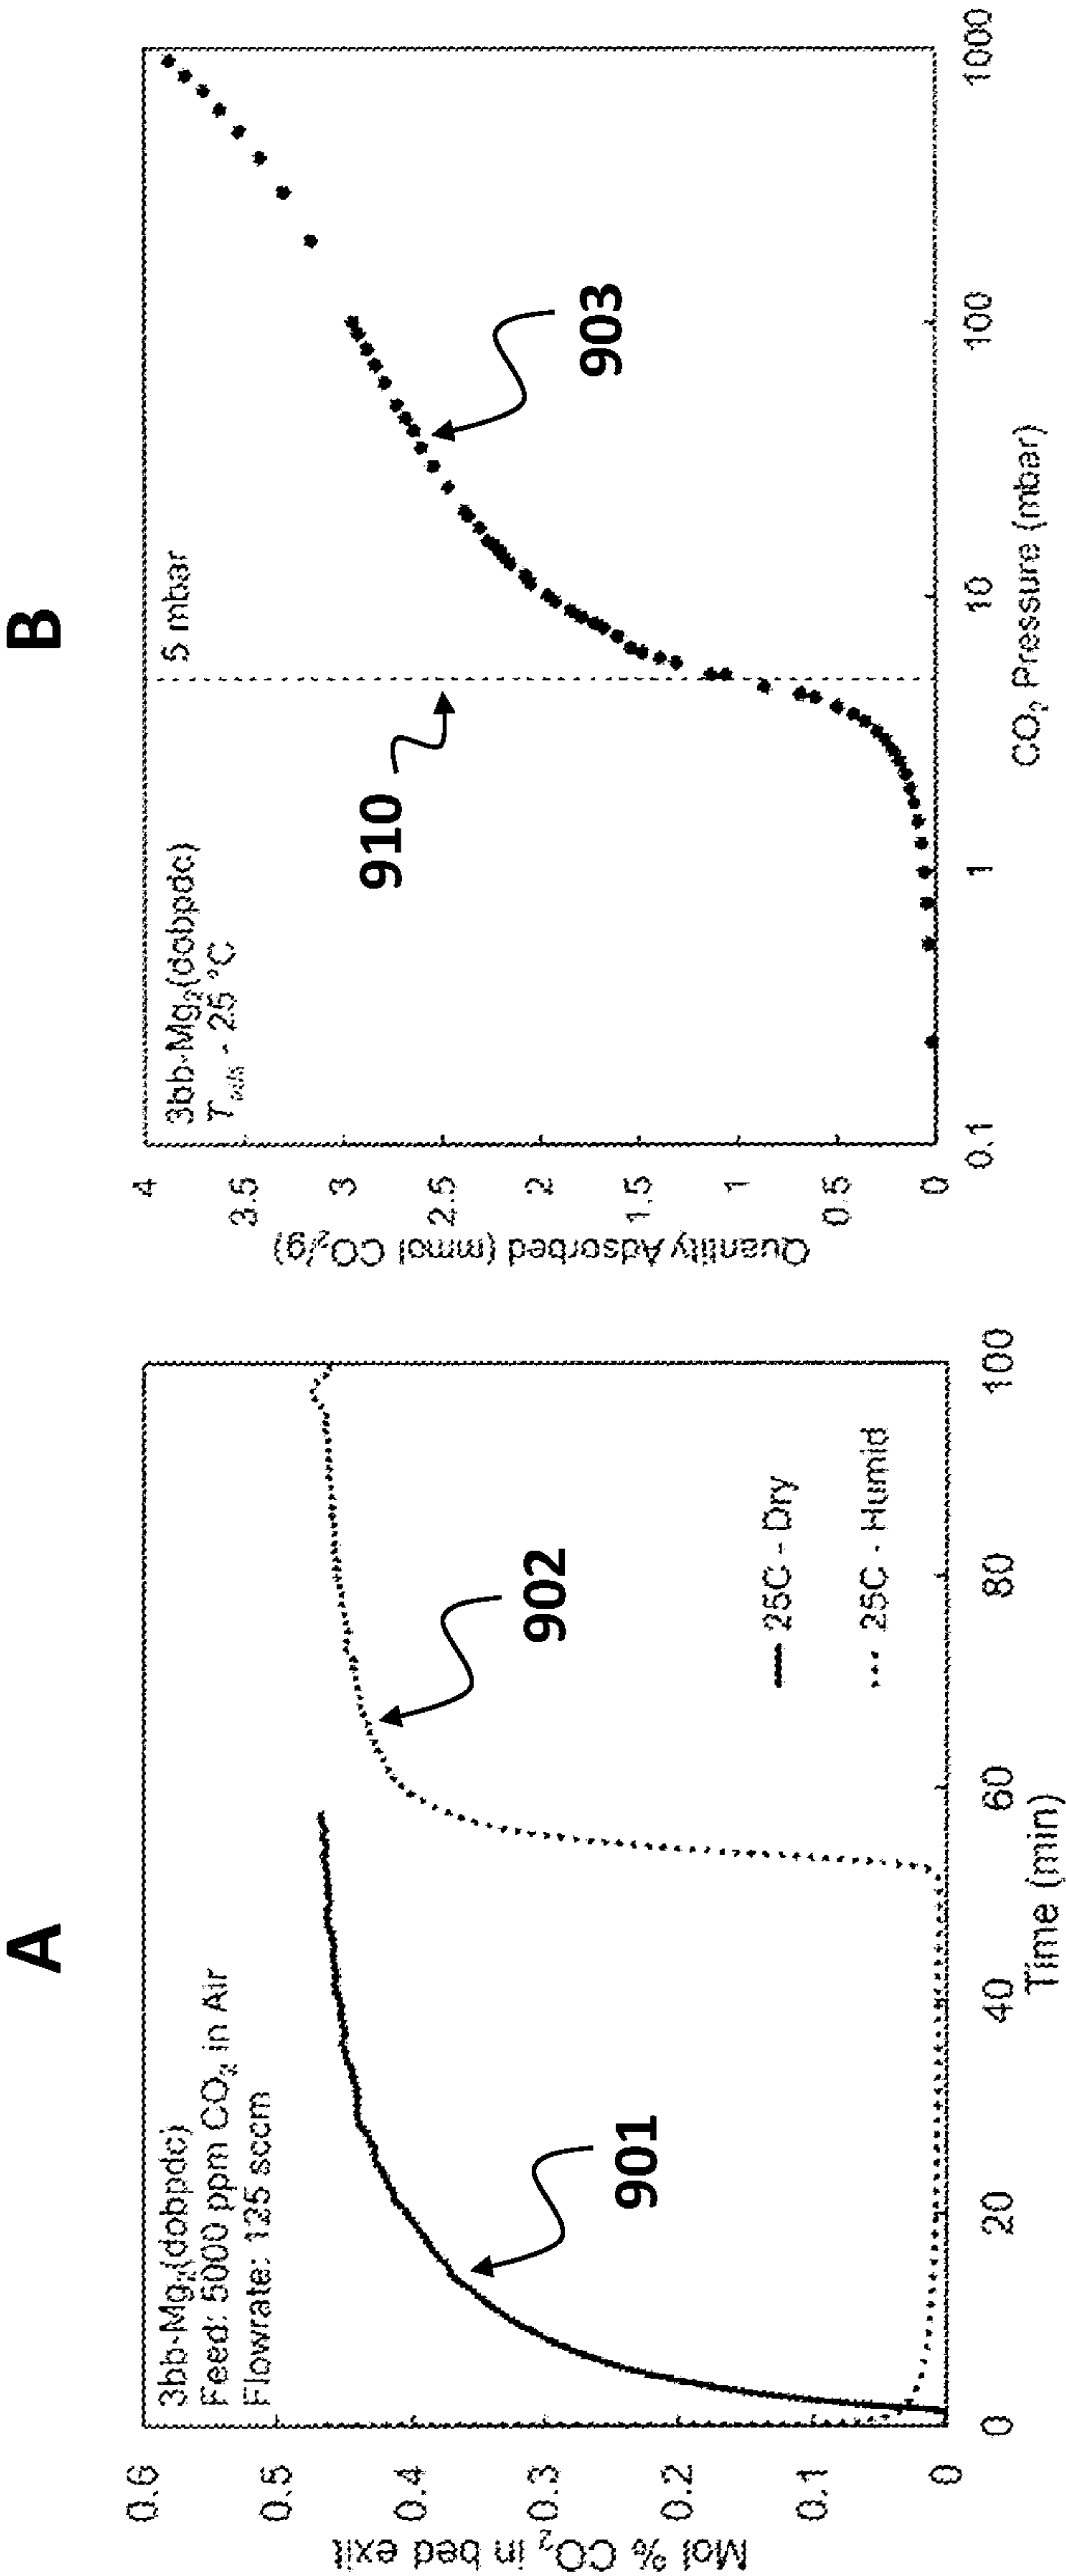 A
3bb-Mg₂(dobpdc)
Feed: 5000 ppm CO₂ in Air
Flowrate: 125 sccm
0.6
0.5
0.4
0.3
0.2
0.1
0
Mol % CO₂ in bed exit
901
902
25C - Dry
25C - Humid
0
20
40
60
80
100
Time (min)
B
3bb-Mg₂(dobpdc)
Tₐdₛ - 25 °C
5 mbar
4
3.5
3
2.5
2
1.5
1
0.5
0
Quantity Adsorbed (mmol CO₂/g)
910
903
0.1
1
10
100
1000
CO₂ Pressure (mbar)